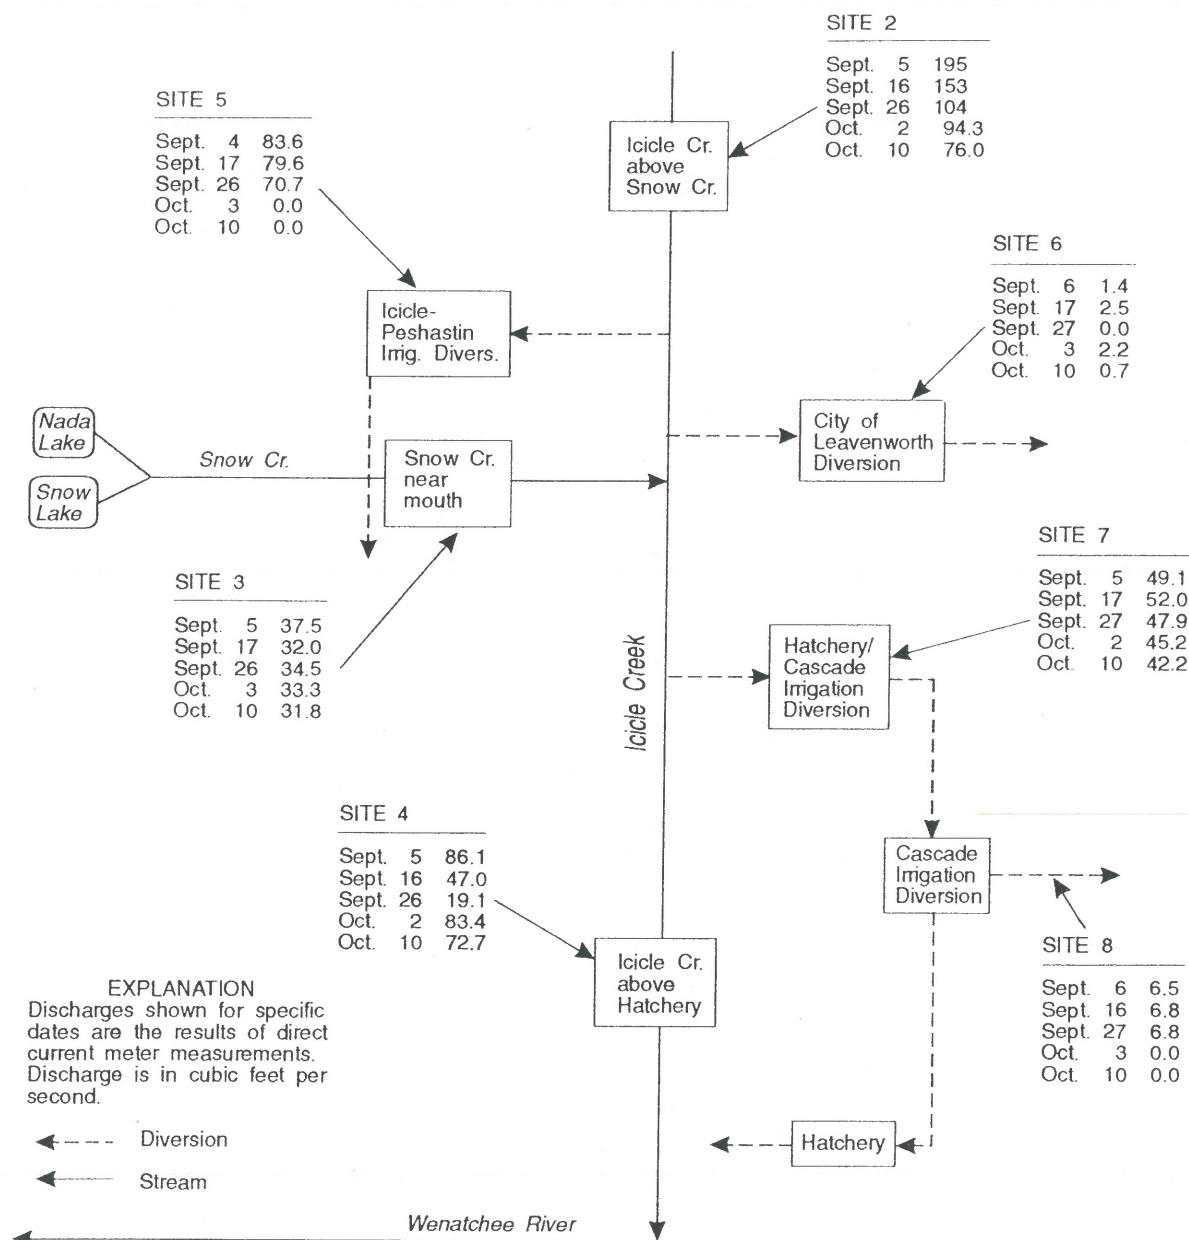 SITE 2
Sept. 5 195
Sept. 16 153
Sept. 26 104
Oct. 2 94.3
Oct. 10 76.0
SITE 5
Sept. 4 83.6
Sept. 17 79.6
Sept. 26 70.7
Oct. 3 0.0
Oct. 10 0.0
Icicle Cr.
above
Snow Cr.
SITE 6
Sept. 6 1.4
Sept. 17 2.5
Sept. 27 0.0
Oct. 3 2.2
Oct. 10 0.7
Icicle-
Peshastin
Irrig. Divers.
City of
Leavenworth
Diversion
Nada
Lake
Snow Cr.
Snow
Lake
Snow Cr.
near
mouth
SITE 7
Sept. 5 49.1
Sept. 17 52.0
Sept. 27 47.9
Oct. 2 45.2
Oct. 10 42.2
SITE 3
Sept. 5 37.5
Sept. 17 32.0
Sept. 26 34.5
Oct. 3 33.3
Oct. 10 31.8
Icicle Creek
Hatchery/
Cascade
Irrigation
Diversion
SITE 4
Sept. 5 86.1
Sept. 16 47.0
Sept. 26 19.1
Oct. 2 83.4
Oct. 10 72.7
Cascade
Irrigation
Diversion
Icicle Cr.
above
Hatchery
SITE 8
Sept. 6 6.5
Sept. 16 6.8
Sept. 27 6.8
Oct. 3 0.0
Oct. 10 0.0
EXPLANATION
Discharges shown for specific
dates are the results of direct
current meter measurements.
Discharge is in cubic feet per
second.
Diversion
Stream
Hatchery
Wenatchee River